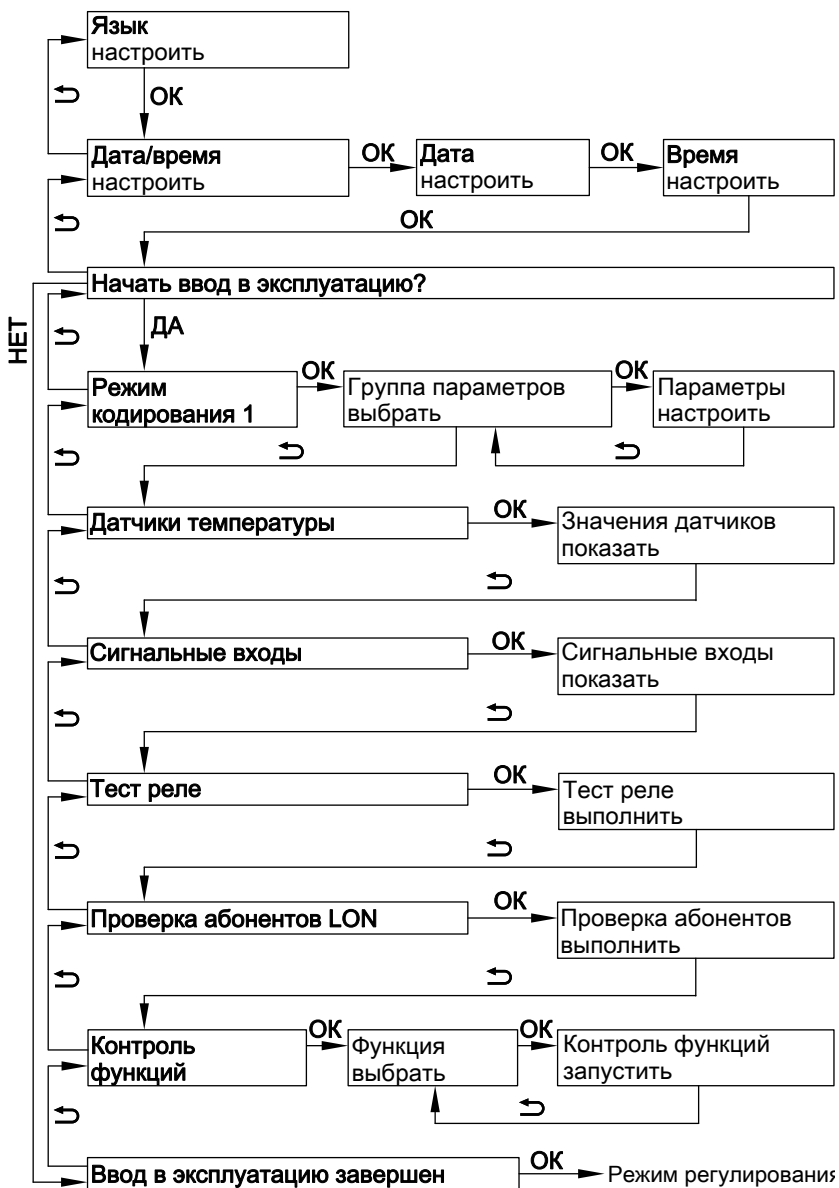 Язык
настроить
ОК
Дата/время
настроить
ОК
Дата
настроить
ОК
Время
настроить
ОК
Начать ввод в эксплуатацию?
НЕТ
ДА
Режим
кодирования 1
ОК
Группа параметров
выбрать
ОК
Параметры
настроить
Датчики температуры
ОК
Значения датчиков
показать
Сигнальные входы
ОК
Сигнальные входы
показать
Тест реле
ОК
Тест реле
выполнить
Проверка абонентов LON
ОК
Проверка абонентов
выполнить
Контроль
функций
ОК
Функция
выбрать
ОК
Контроль функций
запустить
Ввод в эксплуатацию завершен
ОК
Режим регулирования